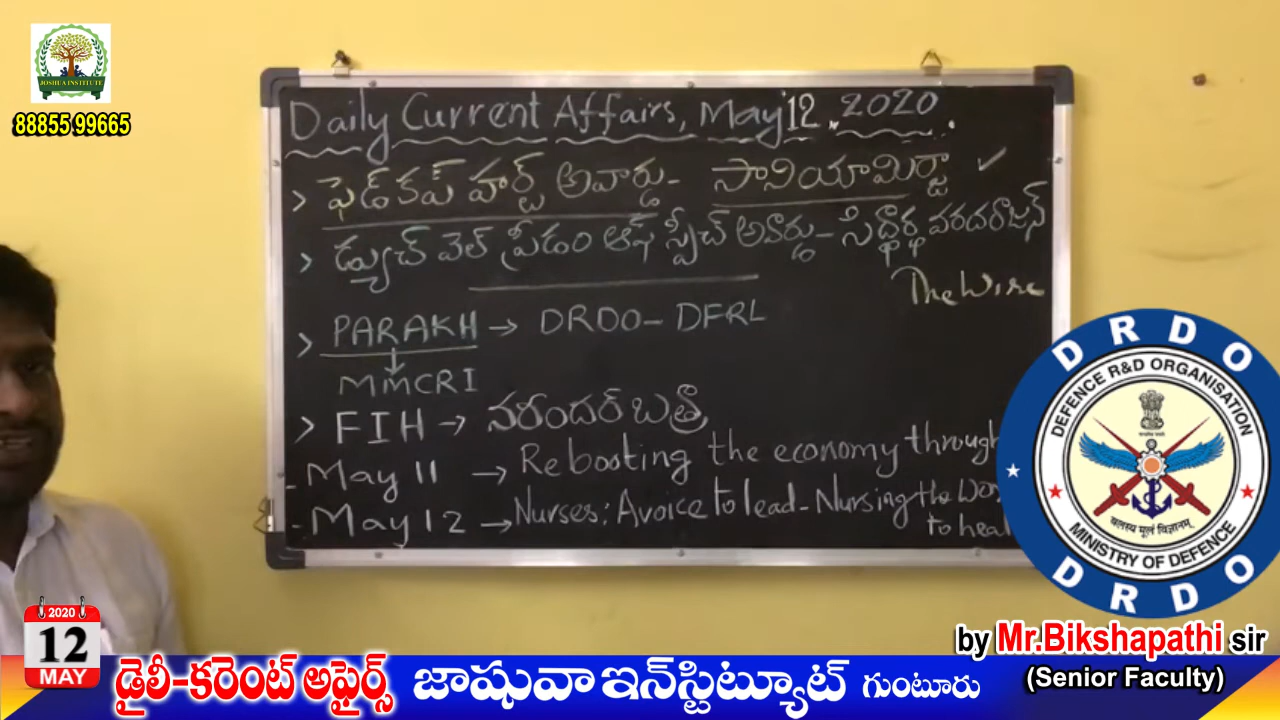 JOSHUA INSTITUTE
88855 99665
Daily Current Affairs, May 12, 2020.
> ఫెడ్ కప్ హార్ట్ అవార్డు - సానియామిర్జా ✓
> డ్యుచ్ వెల్ ఫ్రీడం ఆఫ్ స్పీచ్ అవార్డు - సిద్ధార్థ వరదరాజన్
The Wire
> PARAKH → DRDO - DFRL
↓
MMCRI
> FIH → నరీందర్ బత్రా
- May 11 → Rebooting the economy through
- May 12 → Nurses: A voice to lead - Nursing the
to heal
DRDO
DEFENCE R&D ORGANISATION
बलस्य मूलं विज्ञानम्
MINISTRY OF DEFENCE
DRDO
by Mr.Bikshapathi sir
(Senior Faculty)
2020
12
MAY
డైలీ-కరెంట్ అఫైర్స్ జాషువా ఇన్‌స్టిట్యూట్ గుంటూరు